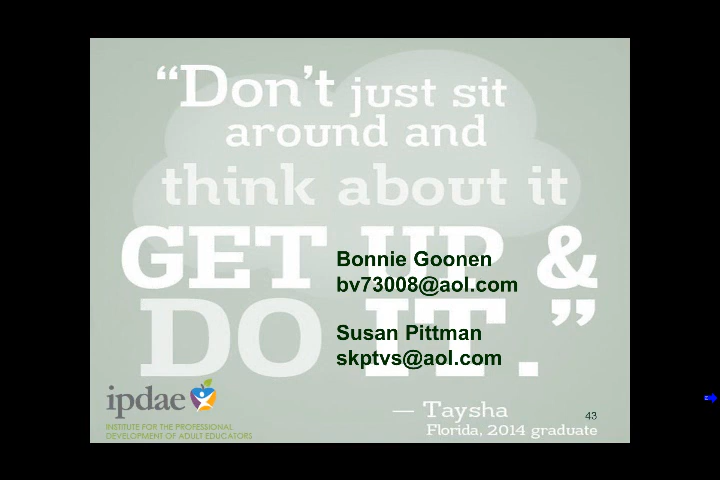 “Don't just sit
around and
think about it
GET UP &
DO IT.”
Bonnie Goonen
bv73008@aol.com
Susan Pittman
skptvs@aol.com
— Taysha
Florida, 2014 graduate
43
ipdae
INSTITUTE FOR THE PROFESSIONAL
DEVELOPMENT OF ADULT EDUCATORS